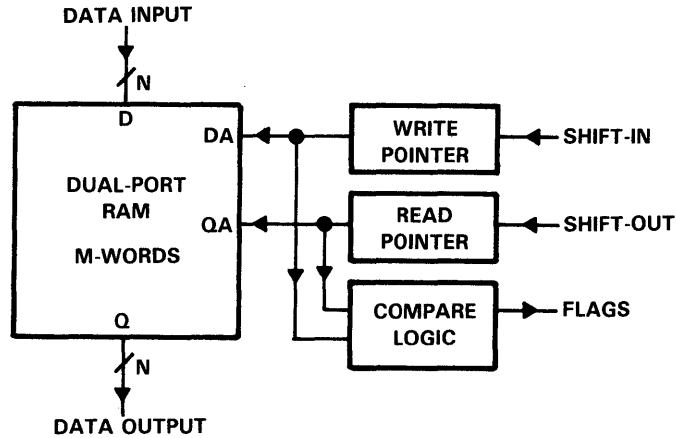 DATA INPUT
N
D
DA
WRITE
POINTER
SHIFT-IN
DUAL-PORT
RAM
M-WORDS
QA
READ
POINTER
SHIFT-OUT
COMPARE
LOGIC
FLAGS
Q
N
DATA OUTPUT